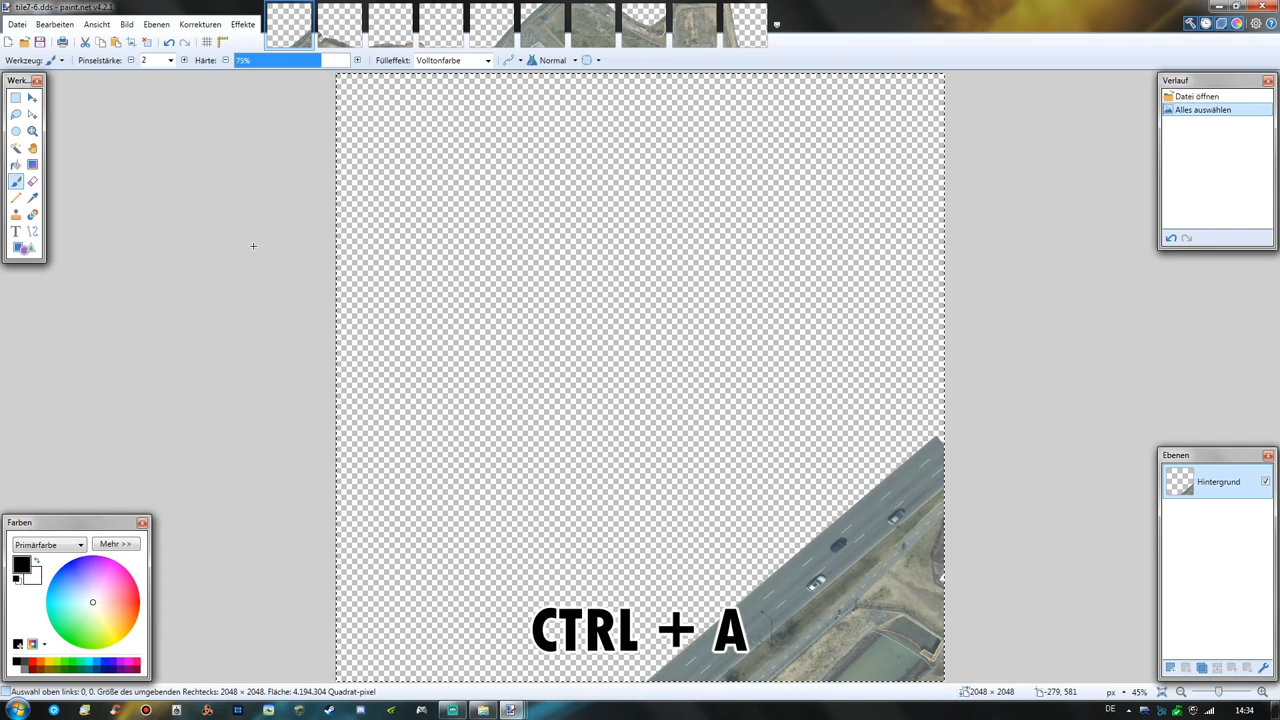 tile7-6.dds - paint.net v4.2.1
Datei Bearbeiten Ansicht Bild Ebenen Korrekturen Effekte
Werkzeug: Pinselstärke: 2 Härte: 75% Fülleffekt: Volltonfarbe Normal
Werk...
Verlauf
Datei öffnen
Alles auswählen
Ebenen
Hintergrund
Farben
Primärfarbe Mehr >>
CTRL + A
Auswahl oben links: 0, 0. Größe des umgebenden Rechtecks: 2048 × 2048. Fläche: 4.194.304 Quadrat-pixel
2048 × 2048 -279, 581 px 45%
DE 14:34